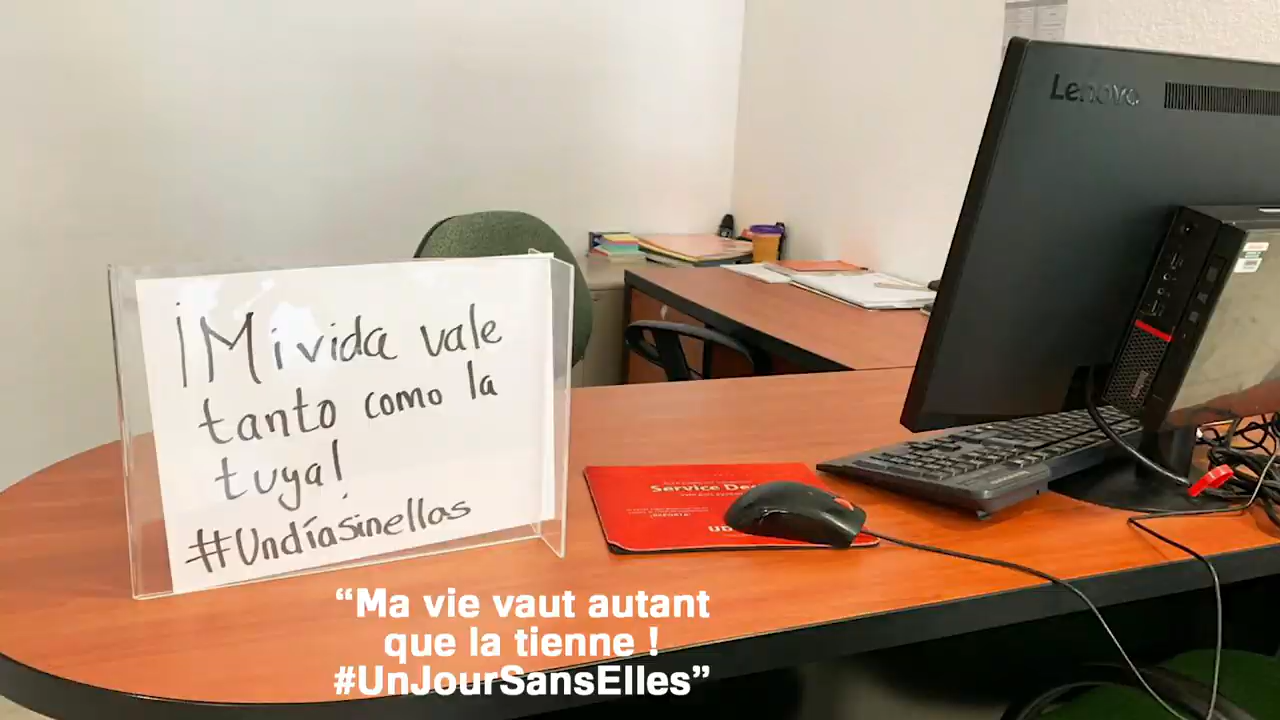 ¡Mi vida vale
tanto como la
tuya!
#Undíasinellas
Lenovo
Service De
UD
“Ma vie vaut autant
que la tienne !
#UnJourSansElles”